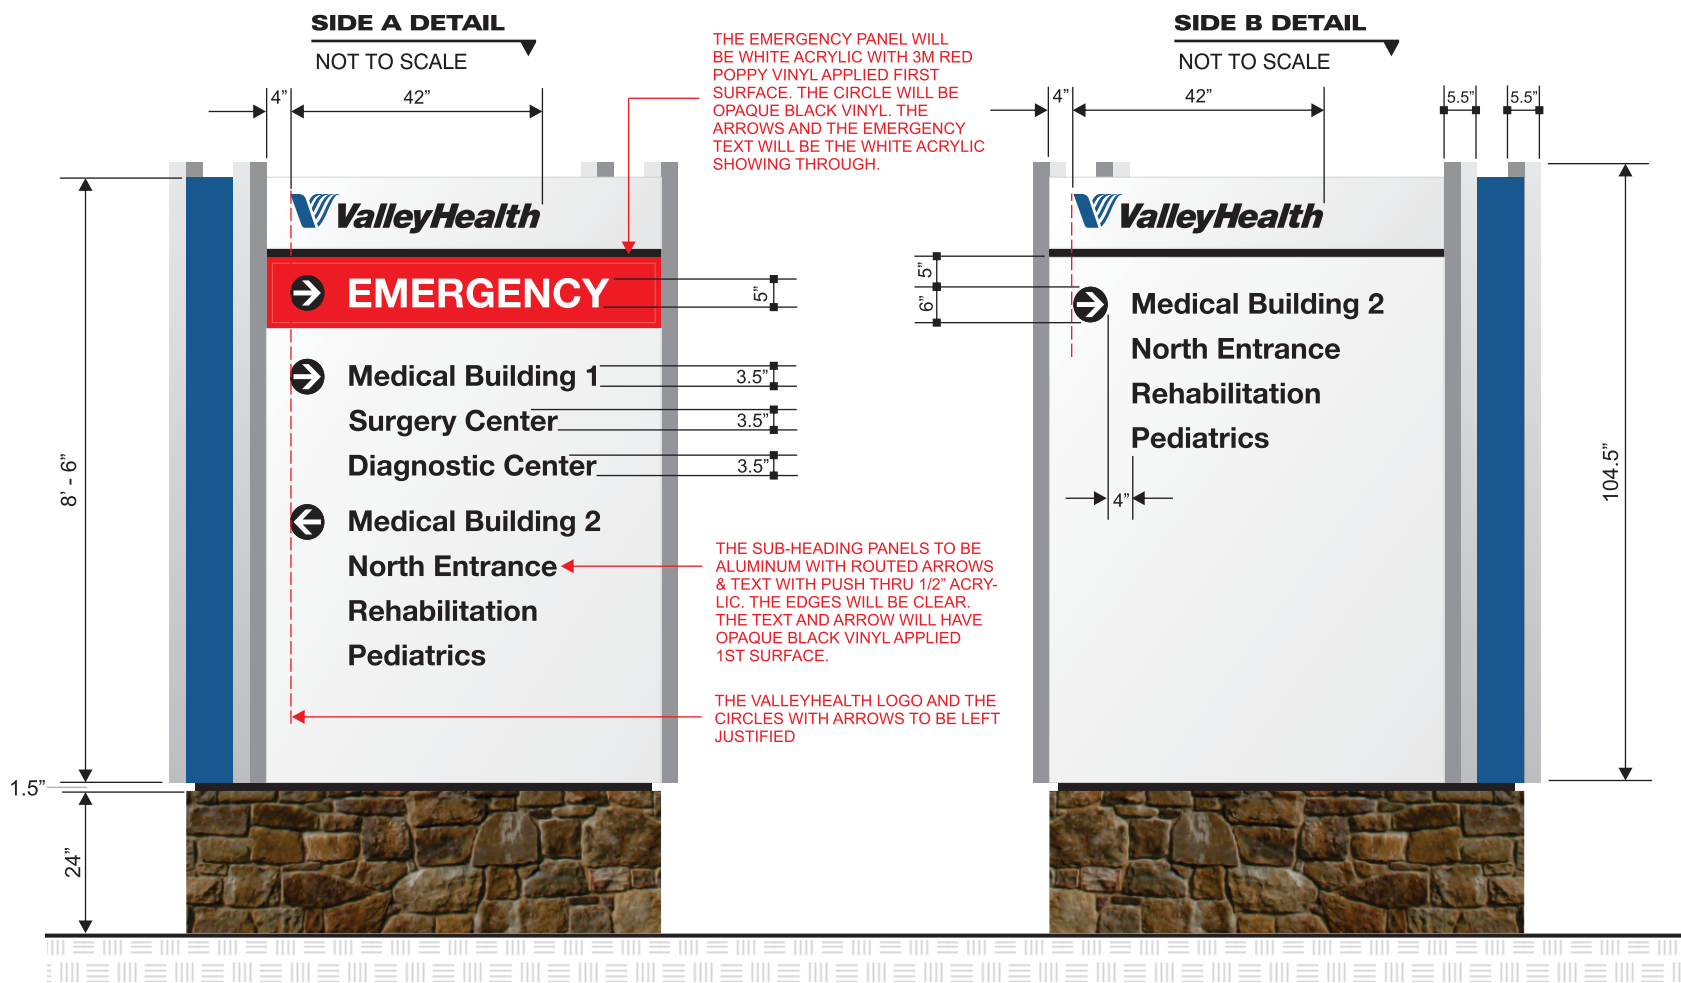 SIDE A DETAIL
NOT TO SCALE
4”
42”
THE EMERGENCY PANEL WILL
BE WHITE ACRYLIC WITH 3M RED
POPPY VINYL APPLIED FIRST
SURFACE. THE CIRCLE WILL BE
OPAQUE BLACK VINYL. THE
ARROWS AND THE EMERGENCY
TEXT WILL BE THE WHITE ACRYLIC
SHOWING THROUGH.
ValleyHealth
EMERGENCY
5”
Medical Building 1
3.5”
Surgery Center
3.5”
Diagnostic Center
3.5”
Medical Building 2
North Entrance
Rehabilitation
Pediatrics
8’ - 6”
1.5”
24”
THE SUB-HEADING PANELS TO BE
ALUMINUM WITH ROUTED ARROWS
& TEXT WITH PUSH THRU 1/2” ACRY-
LIC. THE EDGES WILL BE CLEAR.
THE TEXT AND ARROW WILL HAVE
OPAQUE BLACK VINYL APPLIED
1ST SURFACE.
THE VALLEYHEALTH LOGO AND THE
CIRCLES WITH ARROWS TO BE LEFT
JUSTIFIED
SIDE B DETAIL
NOT TO SCALE
4”
42”
5.5”
5.5”
ValleyHealth
5”
6”
Medical Building 2
North Entrance
Rehabilitation
Pediatrics
4”
104.5”